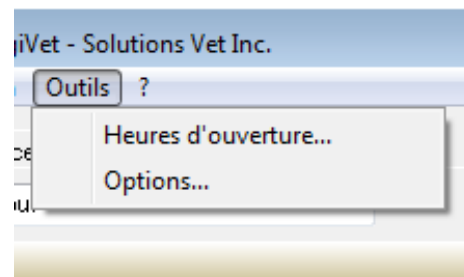 iVet - Solutions Vet Inc.
Outils ?
Heures d'ouverture...
Options...